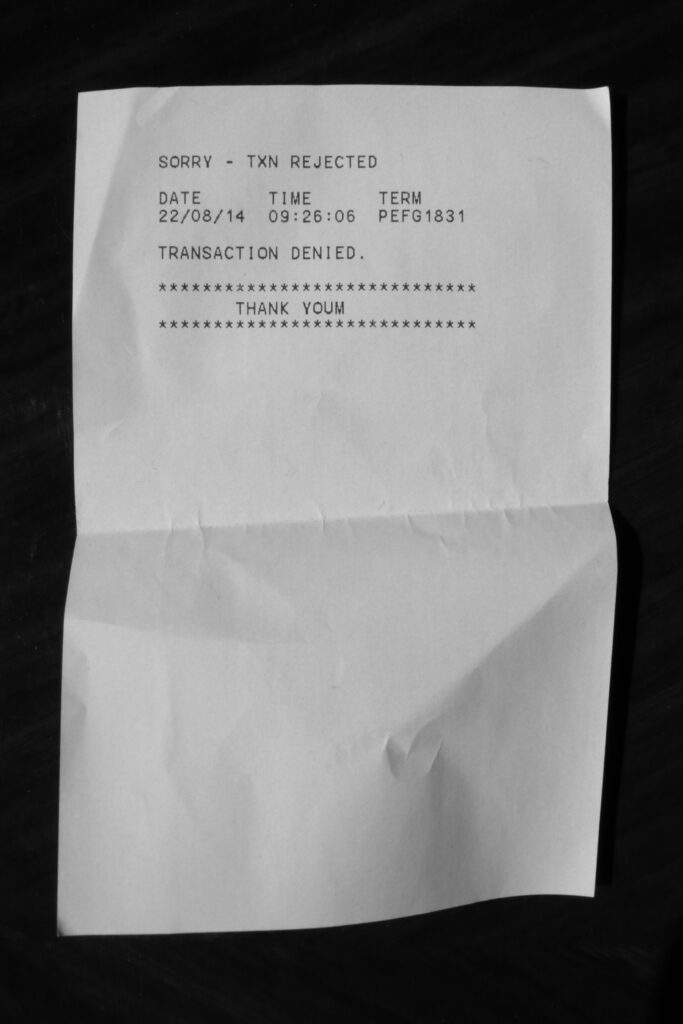 SORRY - TXN REJECTED
DATE TIME TERM
22/08/14 09:26:06 PEFG1831
TRANSACTION DENIED.
*****************************
THANK YOUM
*****************************